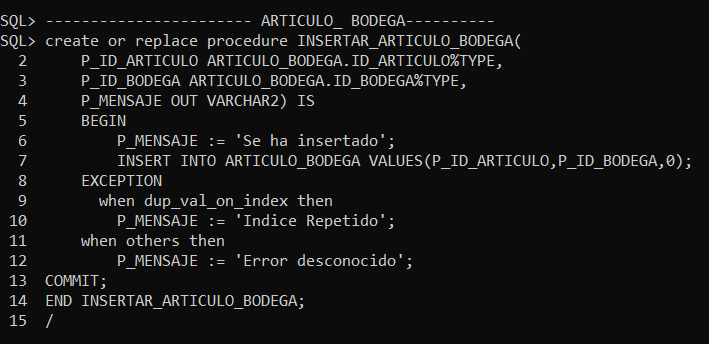 SQL> ----------------------- ARTICULO_ BODEGA----------
SQL> create or replace procedure INSERTAR_ARTICULO_BODEGA(
  2      P_ID_ARTICULO ARTICULO_BODEGA.ID_ARTICULO%TYPE,
  3      P_ID_BODEGA ARTICULO_BODEGA.ID_BODEGA%TYPE,
  4      P_MENSAJE OUT VARCHAR2) IS
  5      BEGIN
  6          P_MENSAJE := 'Se ha insertado';
  7          INSERT INTO ARTICULO_BODEGA VALUES(P_ID_ARTICULO,P_ID_BODEGA,0);
  8      EXCEPTION
  9        when dup_val_on_index then
 10          P_MENSAJE := 'Indice Repetido';
 11      when others then
 12          P_MENSAJE := 'Error desconocido';
 13  COMMIT;
 14  END INSERTAR_ARTICULO_BODEGA;
 15  /